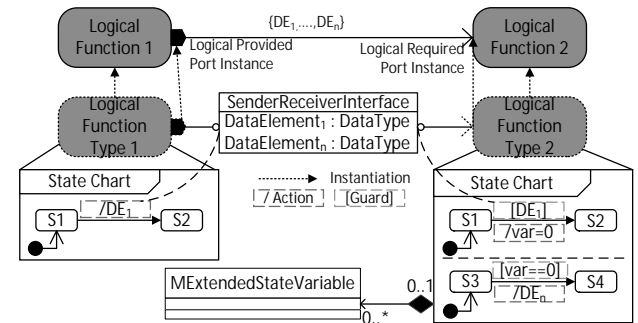 Logical
Function 1
{DE1,....,DEn}
Logical
Function 2
Logical Provided
Port Instance
Logical Required
Port Instance
Logical
Function
Type 1
SenderReceiverInterface
DataElement1 : DataType
DataElementn : DataType
Logical
Function
Type 2
Instantiation
/Action
[Guard]
State Chart
S1
/DE1
S2
State Chart
S1
[DE1]
/var=0
S2
S3
[var==0]
/DEn
S4
MExtendedStateVariable
0..1
0..*